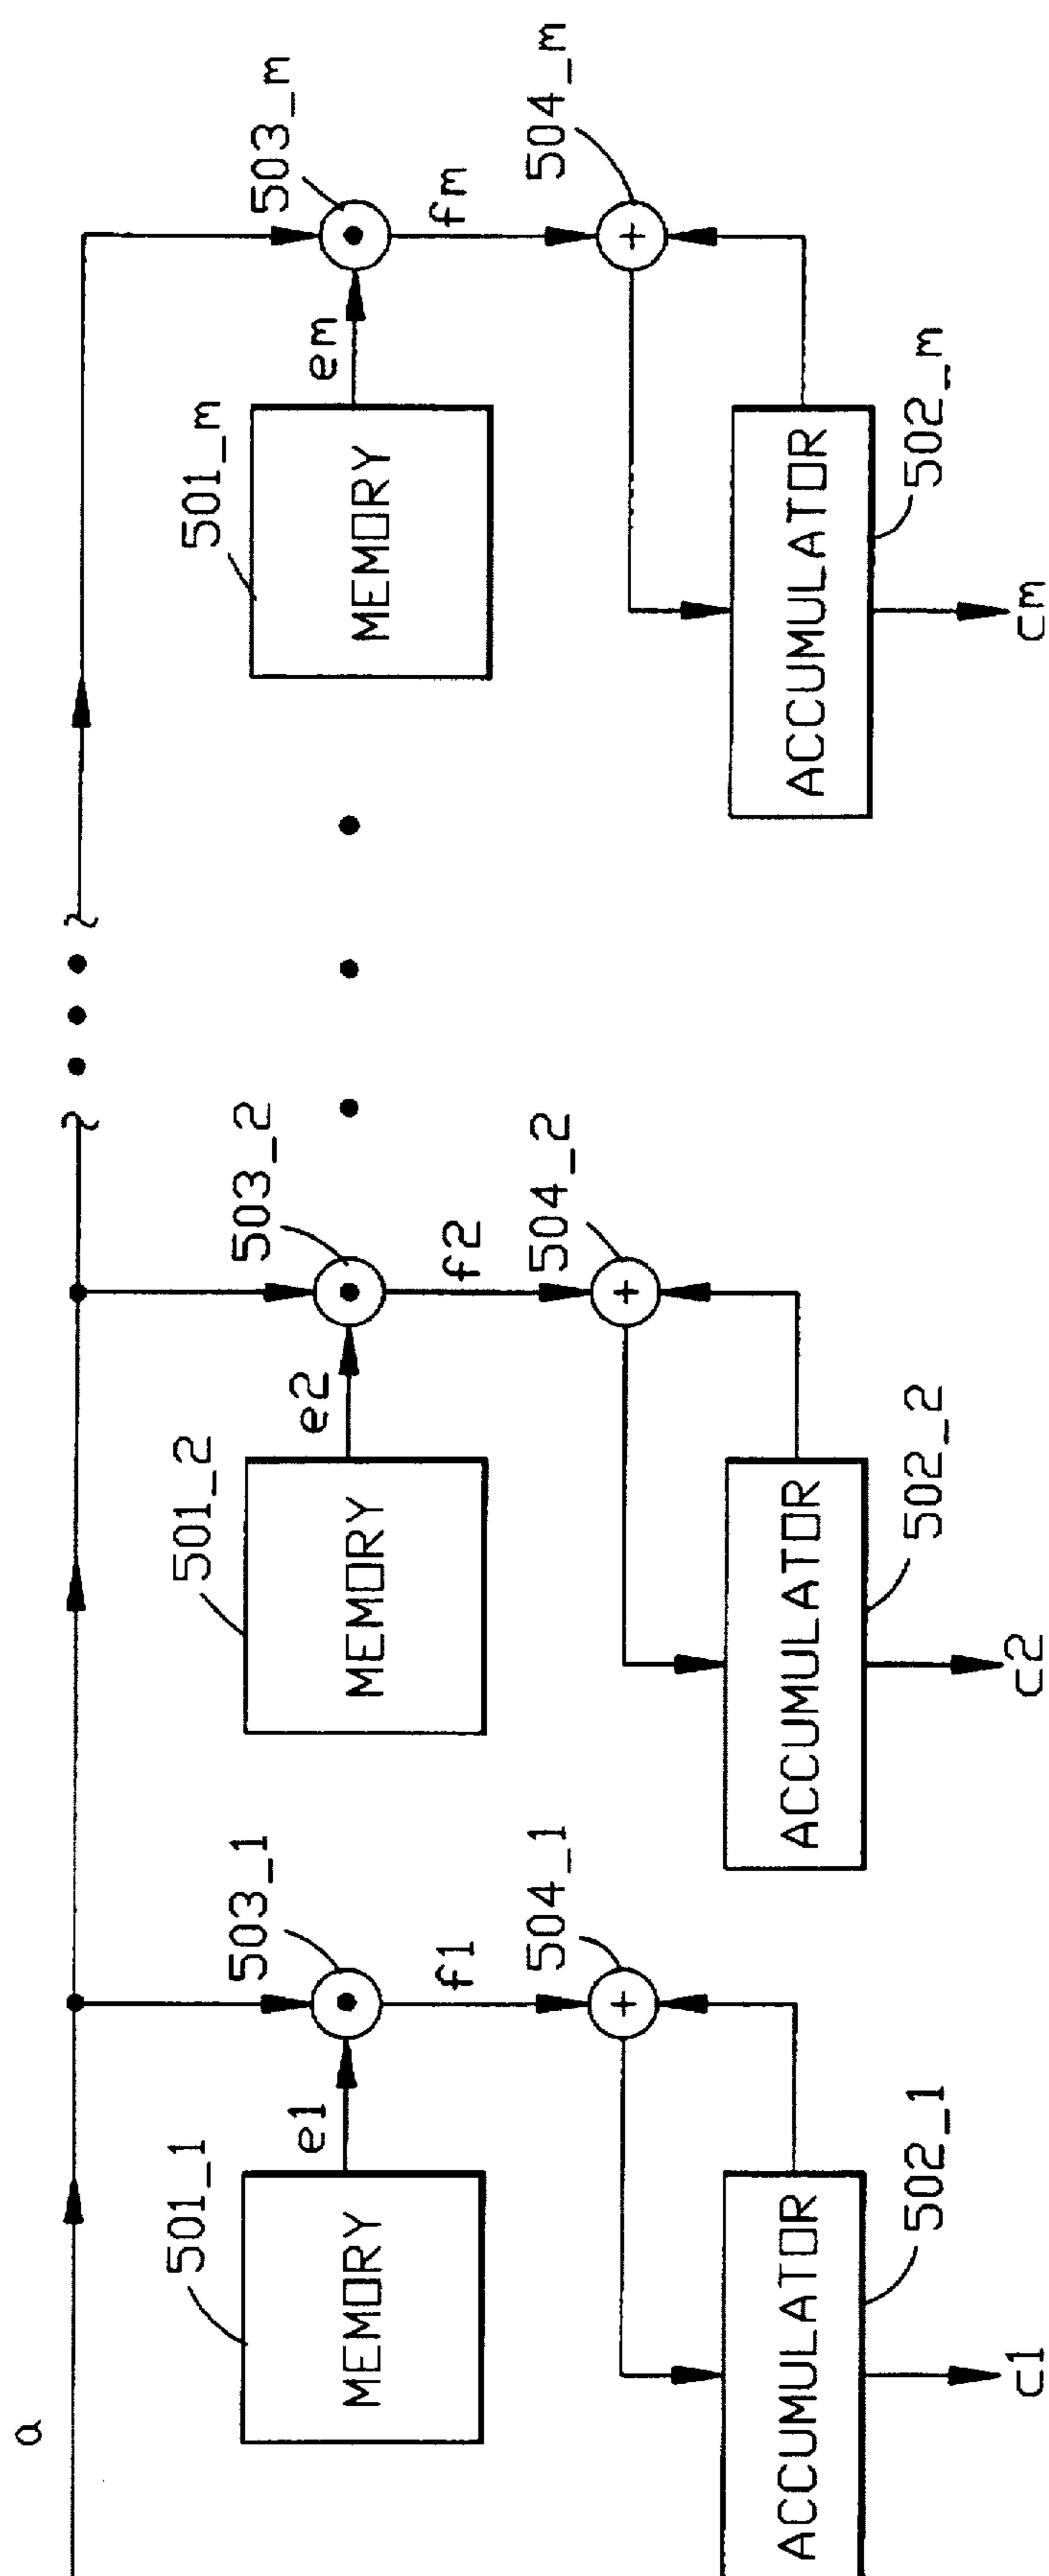 a
501_1
MEMORY
e1
503_1
f1
504_1
ACCUMULATOR
502_1
c1
501_2
MEMORY
e2
503_2
f2
504_2
ACCUMULATOR
502_2
c2
501_m
MEMORY
em
503_m
fm
504_m
ACCUMULATOR
502_m
cm